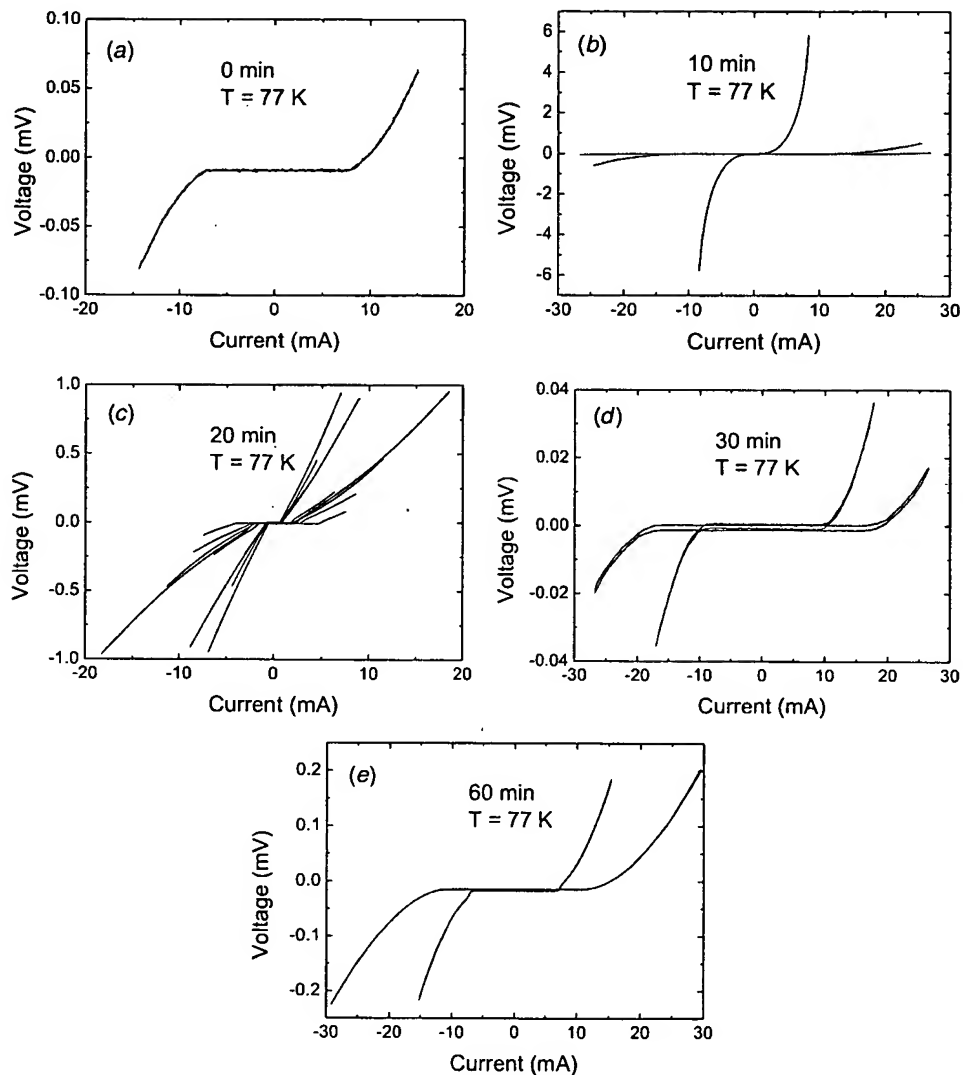 (a)
0 min
T = 77 K
0.10
0.05
0.00
-0.05
-0.10
Voltage (mV)
-20 -10 0 10 20
Current (mA)
(b)
10 min
T = 77 K
6
4
2
0
-2
-4
-6
Voltage (mV)
-30 -20 -10 0 10 20 30
Current (mA)
(c)
20 min
T = 77 K
1.0
0.5
0.0
-0.5
-1.0
Voltage (mV)
-20 -10 0 10 20
Current (mA)
(d)
30 min
T = 77 K
0.04
0.02
0.00
-0.02
-0.04
Voltage (mV)
-30 -20 -10 0 10 20 30
Current (mA)
(e)
60 min
T = 77 K
0.2
0.1
0.0
-0.1
-0.2
Voltage (mV)
-30 -20 -10 0 10 20 30
Current (mA)